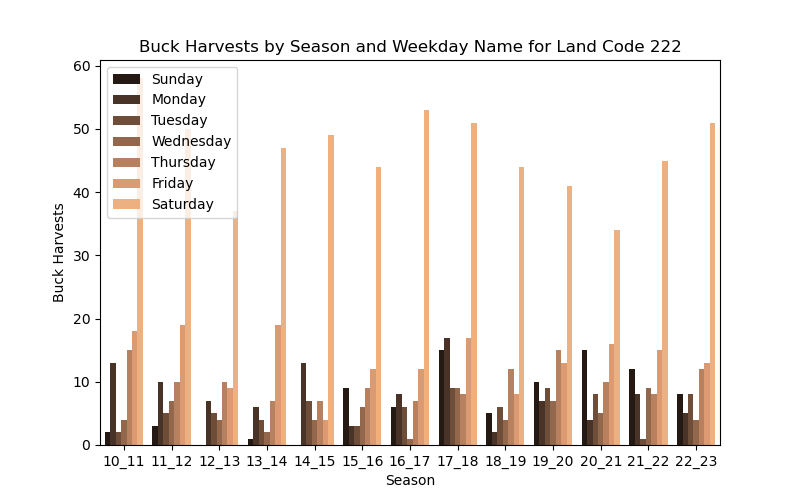 Buck Harvests by Season and Weekday Name for Land Code 222
60
50
40
30
20
10
0
Buck Harvests
Sunday
Monday
Tuesday
Wednesday
Thursday
Friday
Saturday
10_11 11_12 12_13 13_14 14_15 15_16 16_17 17_18 18_19 19_20 20_21 21_22 22_23
Season